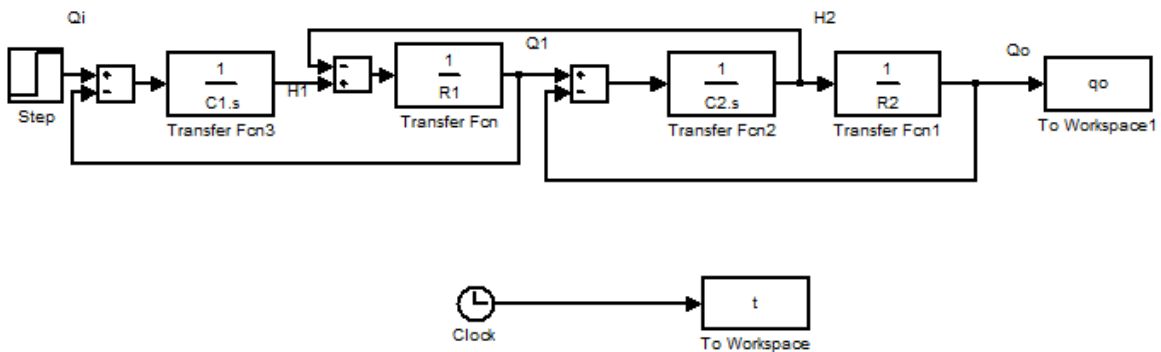 Qi
H2
Q1
Qo
1
C1.s
H1
1
R1
1
C2.s
1
R2
qo
Step
Transfer Fcn3
Transfer Fcn
Transfer Fcn2
Transfer Fcn1
To Workspace1
t
Clock
To Workspace